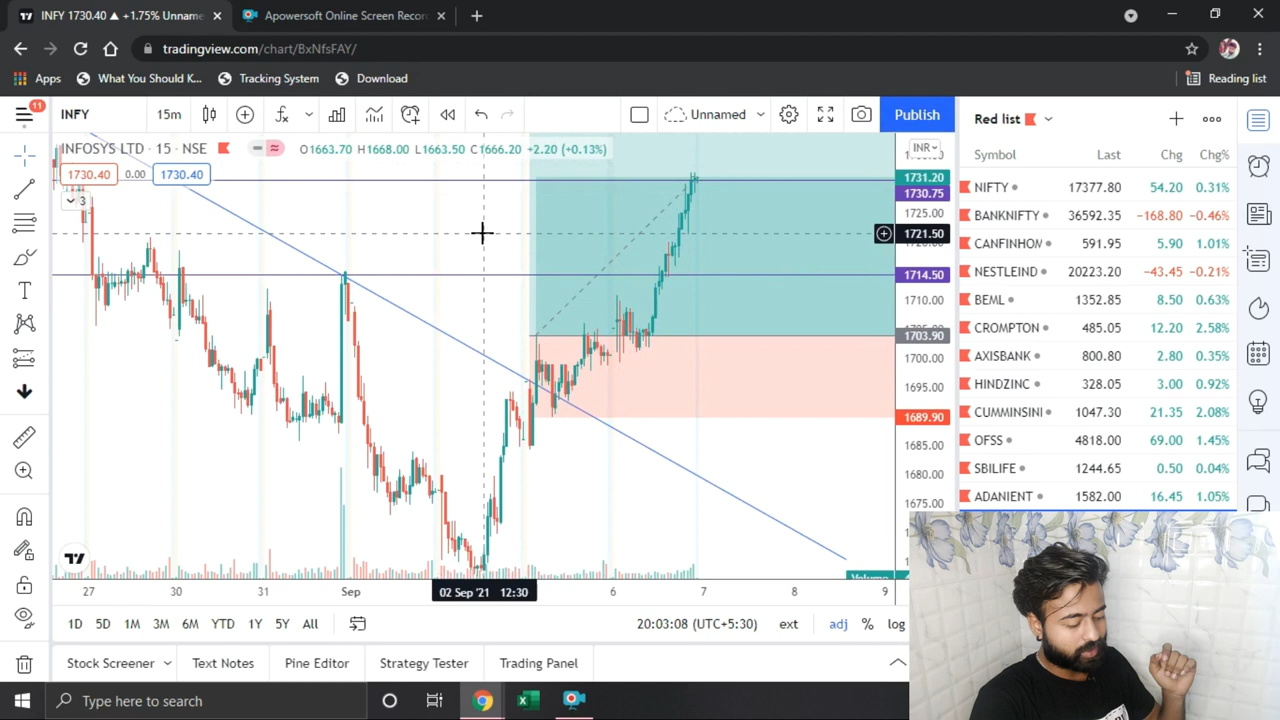 INFY 1730.40 ▲ +1.75% Unnam
Apowersoft Online Screen Recor
tradingview.com/chart/BxNfsFAY/
Apps
What You Should K...
Tracking System
Download
Reading list
11
INFY
15m
Unnamed
Publish
Red list
INFOSYS LTD · 15 · NSE
O1663.70 H1668.00 L1663.50 C1666.20 +2.20 (+0.13%)
INR
1730.40
0.00
1730.40
3
1731.20
1730.75
1725.00
1721.50
1714.50
1710.00
1703.90
1700.00
1695.00
1689.90
1685.00
1680.00
1675.00
Volume
Symbol Last Chg Chg%
NIFTY 17377.80 54.20 0.31%
BANKNIFTY 36592.35 -168.80 -0.46%
CANFINHOM 591.95 5.90 1.01%
NESTLEIND 20223.20 -43.45 -0.21%
BEML 1352.85 8.50 0.63%
CROMPTON 485.05 12.20 2.58%
AXISBANK 800.80 2.80 0.35%
HINDZINC 328.05 3.00 0.92%
CUMMINSINI 1047.30 21.35 2.08%
OFSS 4818.00 69.00 1.45%
SBILIFE 1244.65 0.50 0.04%
ADANIENT 1582.00 16.45 1.05%
27 30 31 Sep 02 Sep '21 12:30 6 7 8 9
1D 5D 1M 3M 6M YTD 1Y 5Y All
20:03:08 (UTC+5:30) ext adj % log
Stock Screener
Text Notes
Pine Editor
Strategy Tester
Trading Panel
Type here to search